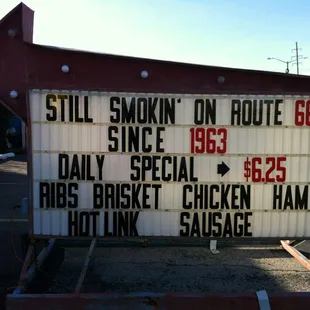 STILL SMOKIN' ON ROUTE 66
SINCE 1963
DAILY SPECIAL → $6.25
RIBS BRISKET CHICKEN HAM
HOT LINK SAUSAGE